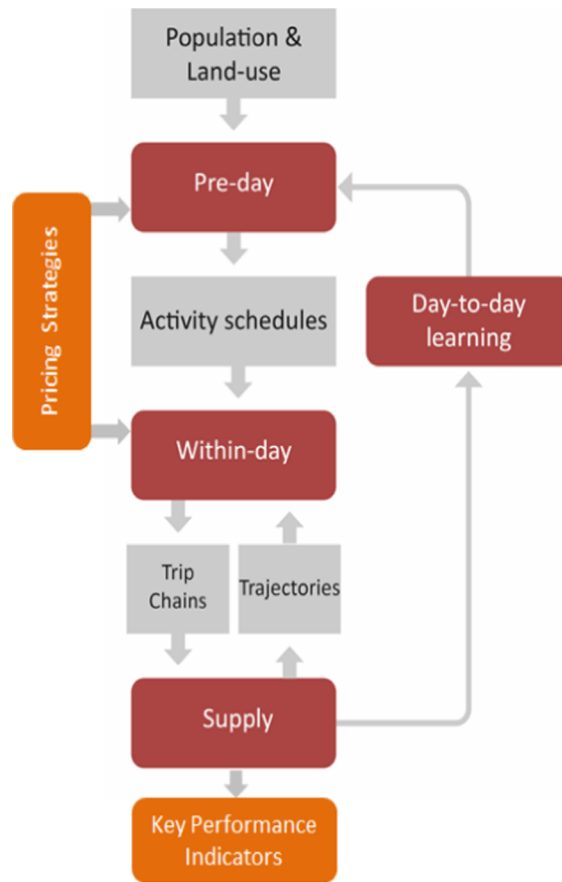 Population &
Land-use
Pre-day
Pricing Strategies
Activity schedules
Day-to-day
learning
Within-day
Trip
Chains
Trajectories
Supply
Key Performance
Indicators